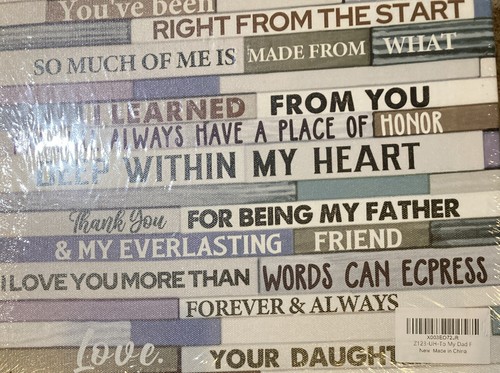 You've been
RIGHT FROM THE START
SO MUCH OF ME IS MADE FROM WHAT
I LEARNED FROM YOU
ALWAYS HAVE A PLACE OF HONOR
DEEP WITHIN MY HEART
Thank You FOR BEING MY FATHER
& MY EVERLASTING FRIEND
I LOVE YOU MORE THAN WORDS CAN ECPRESS
FOREVER & ALWAYS
Love. YOUR DAUGHT
X003ED72JR
New Made in China